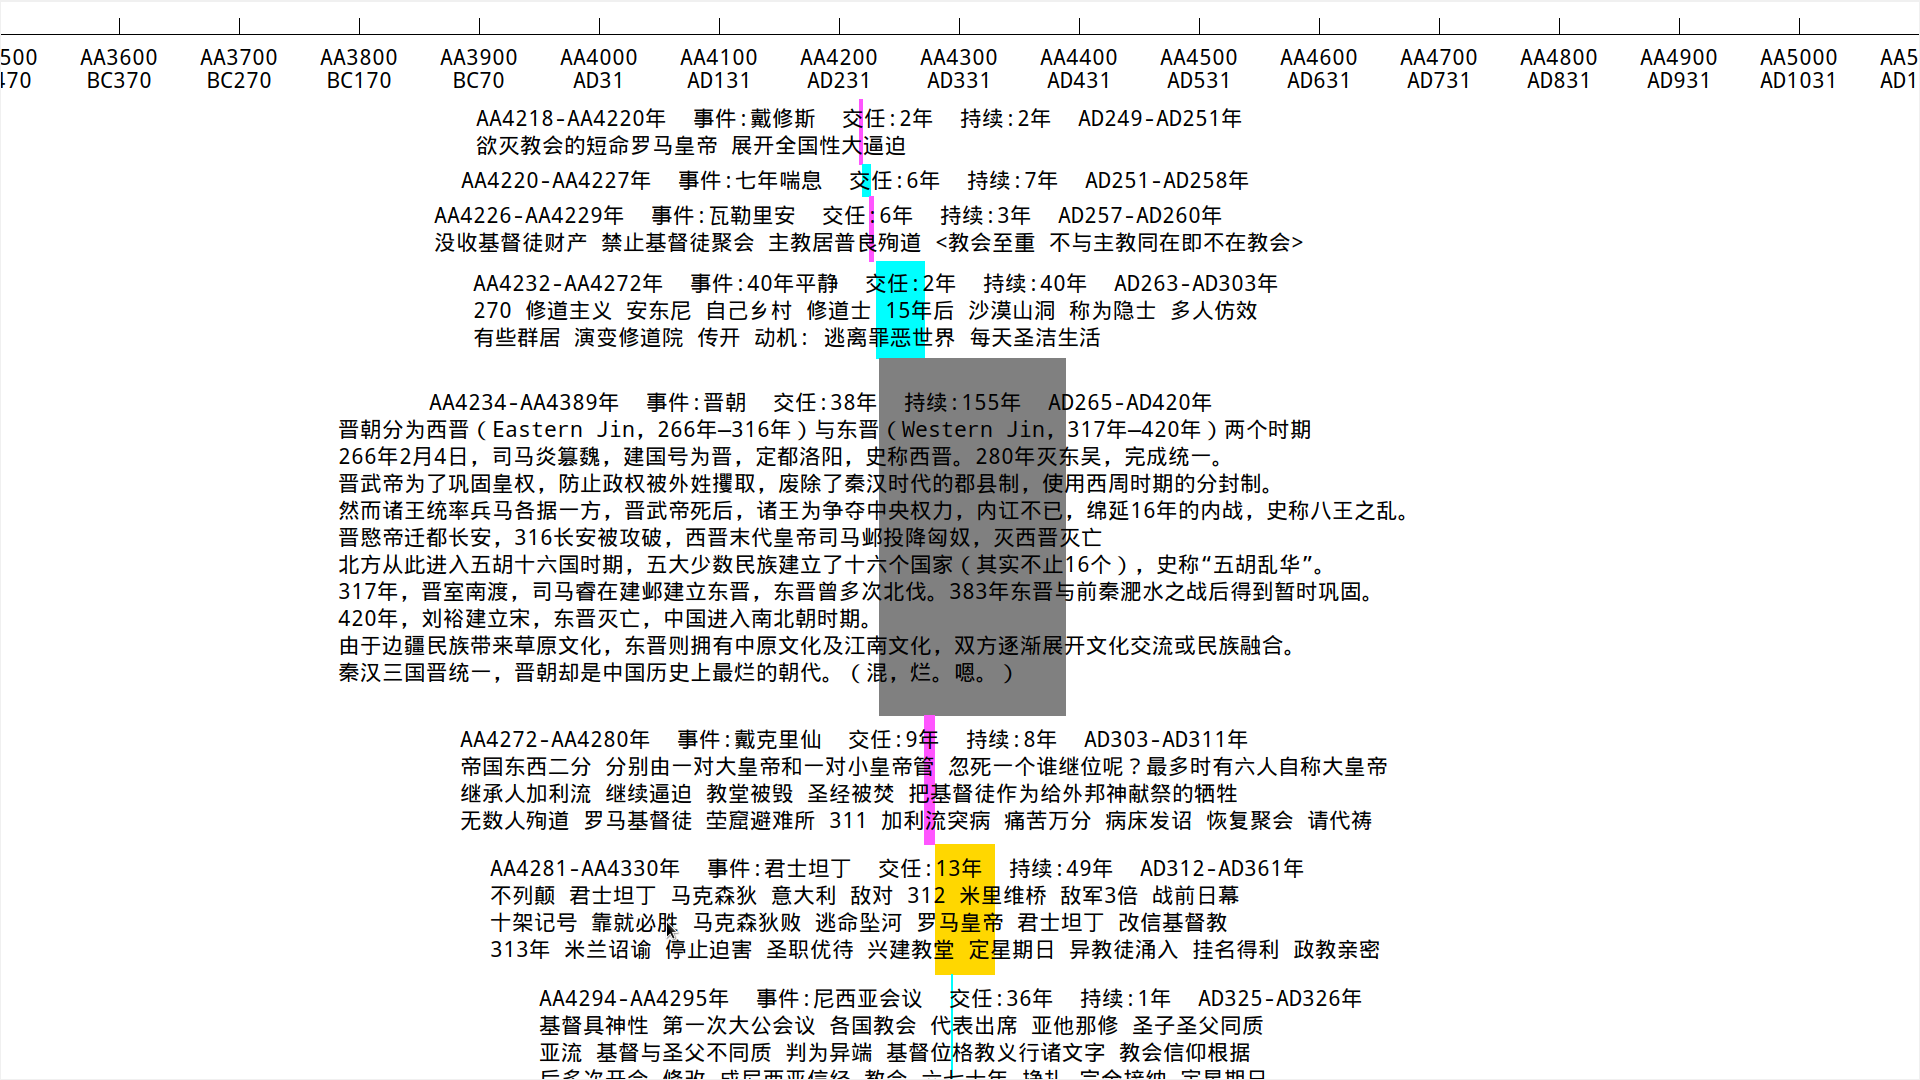 500 AA3600 AA3700 AA3800 AA3900 AA4000 AA4100 AA4200 AA4300 AA4400 AA4500 AA4600 AA4700 AA4800 AA4900 AA5000 AA5
470 BC370 BC270 BC170 BC70 AD31 AD131 AD231 AD331 AD431 AD531 AD631 AD731 AD831 AD931 AD1031 AD1
AA4218-AA4220年 事件:戴修斯 交任:2年 持续:2年 AD249-AD251年
欲灭教会的短命罗马皇帝 展开全国性大逼迫
AA4220-AA4227年 事件:七年喘息 交任:6年 持续:7年 AD251-AD258年
AA4226-AA4229年 事件:瓦勒里安 交任:6年 持续:3年 AD257-AD260年
没收基督徒财产 禁止基督徒聚会 主教居普良殉道 <教会至重 不与主教同在即不在教会>
AA4232-AA4272年 事件:40年平静 交任:2年 持续:40年 AD263-AD303年
270 修道主义 安东尼 自己乡村 修道士 15年后 沙漠山洞 称为隐士 多人仿效
有些群居 演变修道院 传开 动机: 逃离罪恶世界 每天圣洁生活
AA4234-AA4389年 事件:晋朝 交任:38年 持续:155年 AD265-AD420年
晋朝分为西晋（Eastern Jin，266年—316年）与东晋（Western Jin，317年—420年）两个时期
266年2月4日，司马炎篡魏，建国号为晋，定都洛阳，史称西晋。280年灭东吴，完成统一。
晋武帝为了巩固皇权，防止政权被外姓攫取，废除了秦汉时代的郡县制，使用西周时期的分封制。
然而诸王统率兵马各据一方，晋武帝死后，诸王为争夺中央权力，内讧不已，绵延16年的内战，史称八王之乱。
晋愍帝迁都长安，316长安被攻破，西晋末代皇帝司马邺投降匈奴，灭西晋灭亡
北方从此进入五胡十六国时期，五大少数民族建立了十六个国家（其实不止16个），史称“五胡乱华”。
317年，晋室南渡，司马睿在建邺建立东晋，东晋曾多次北伐。383年东晋与前秦淝水之战后得到暂时巩固。
420年，刘裕建立宋，东晋灭亡，中国进入南北朝时期。
由于边疆民族带来草原文化，东晋则拥有中原文化及江南文化，双方逐渐展开文化交流或民族融合。
秦汉三国晋统一，晋朝却是中国历史上最烂的朝代。（混，烂。嗯。）
AA4272-AA4280年 事件:戴克里仙 交任:9年 持续:8年 AD303-AD311年
帝国东西二分 分别由一对大皇帝和一对小皇帝管 忽死一个谁继位呢？最多时有六人自称大皇帝
继承人加利流 继续逼迫 教堂被毁 圣经被焚 把基督徒作为给外邦神献祭的牺牲
无数人殉道 罗马基督徒 茔窟避难所 311 加利流突病 痛苦万分 病床发诏 恢复聚会 请代祷
AA4281-AA4330年 事件:君士坦丁 交任:13年 持续:49年 AD312-AD361年
不列颠 君士坦丁 马克森狄 意大利 敌对 312 米里维桥 敌军3倍 战前日幕
十架记号 靠就必胜 马克森狄败 逃命坠河 罗马皇帝 君士坦丁 改信基督教
313年 米兰诏谕 停止迫害 圣职优待 兴建教堂 定星期日 异教徒涌入 挂名得利 政教亲密
AA4294-AA4295年 事件:尼西亚会议 交任:36年 持续:1年 AD325-AD326年
基督具神性 第一次大公会议 各国教会 代表出席 亚他那修 圣子圣父同质
亚流 基督与圣父不同质 判为异端 基督位格教义行诸文字 教会信仰根据
后多次开会 修改 成尼西亚信经 教会 六七十年 挣扎 完全接纳 定星期日